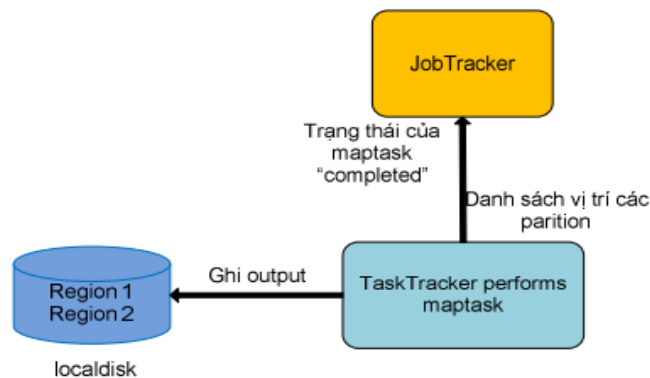 JobTracker
Trạng thái của
maptask
“completed”
Danh sách vị trí các
parition
Ghi output
TaskTracker performs
maptask
Region 1
Region 2
localdisk